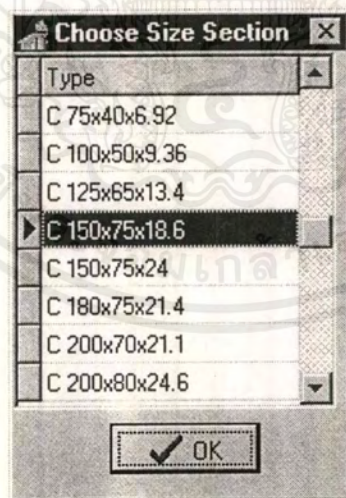 Choose Size Section
Type
C 75x40x6.92
C 100x50x9.36
C 125x65x13.4
C 150x75x18.6
C 150x75x24
C 180x75x21.4
C 200x70x21.1
C 200x80x24.6
OK